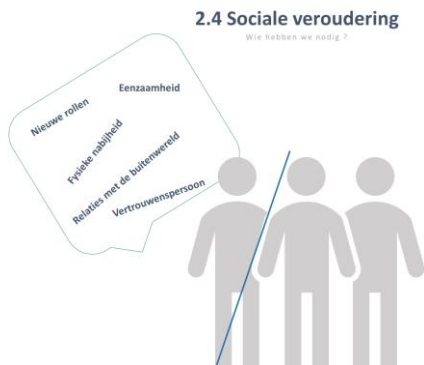 2.4 Sociale veroudering
Wie hebben we nodig ?
Eenzaamheid
Nieuwe rollen
Fysieke nabijheid
Relaties met de buitenwereld
Vertrouwenspersoon